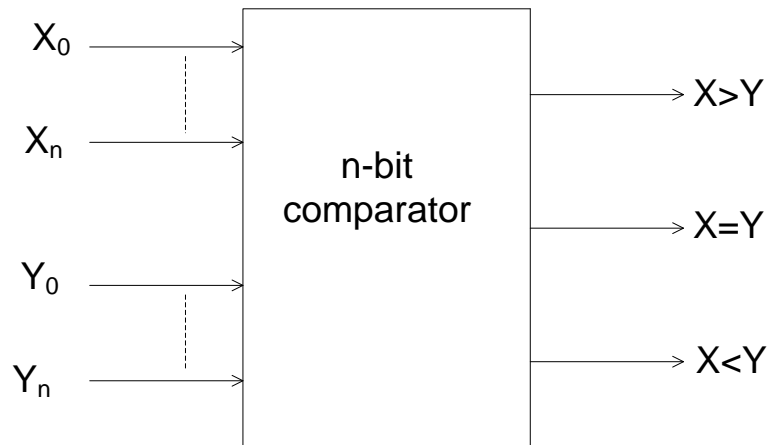 X₀
Xₙ
Y₀
Yₙ
n-bit
comparator
X>Y
X=Y
X<Y